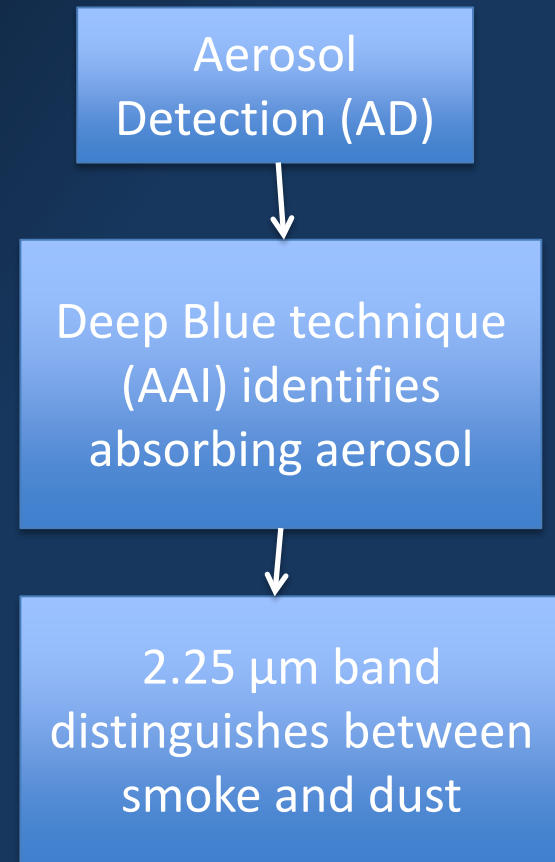 Aerosol
Detection (AD)
Deep Blue technique
(AAI) identifies
absorbing aerosol
2.25 µm band
distinguishes between
smoke and dust